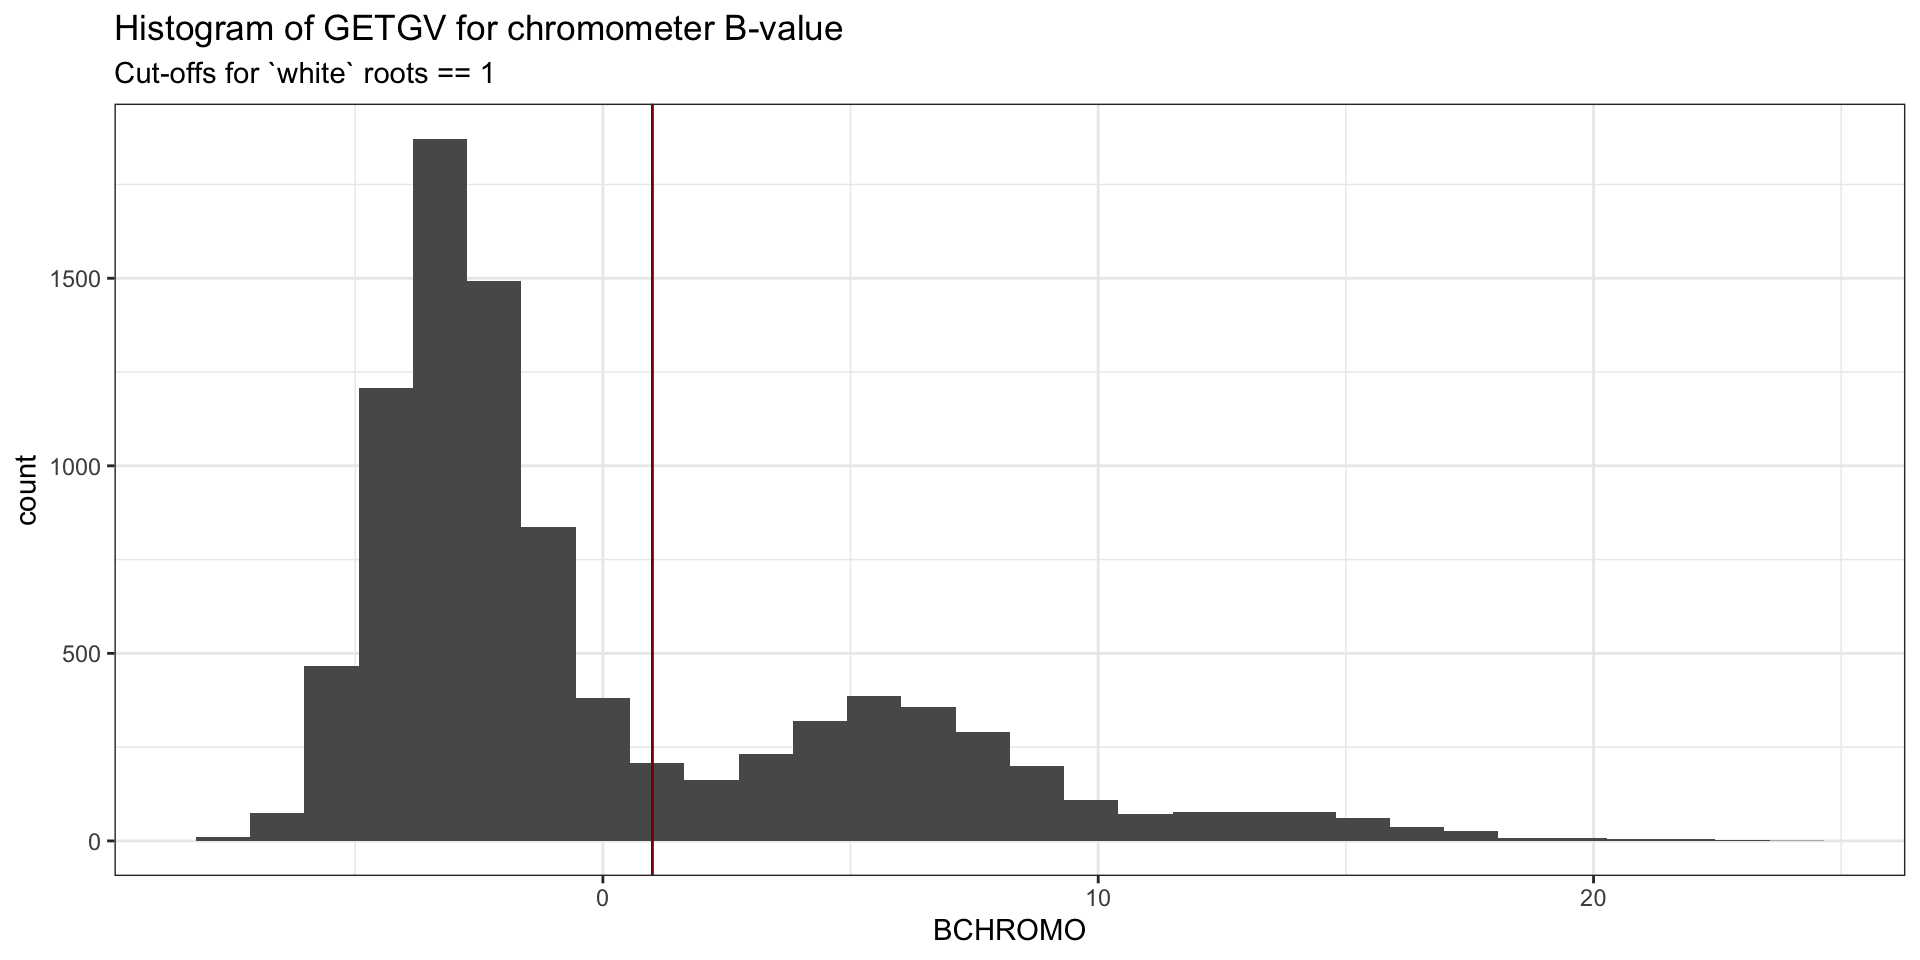 Histogram of GETGV for chromometer B-value
Cut-offs for `white` roots == 1
1500
1000
500
0
count
0 10 20
BCHROMO